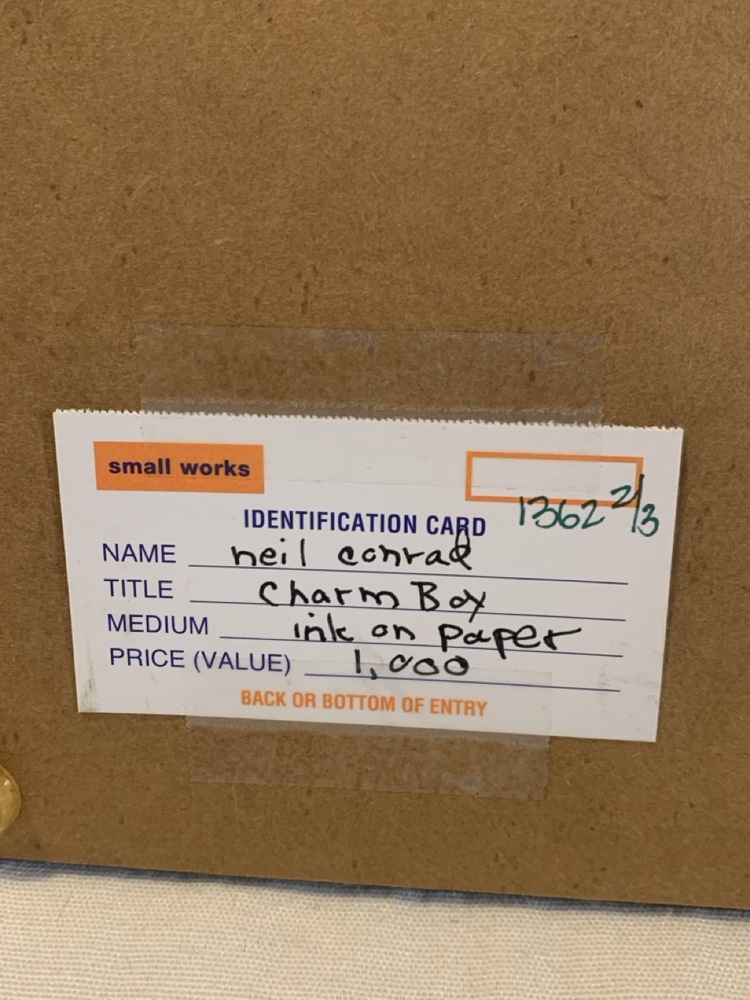 small works
1362 2/3
IDENTIFICATION CARD
NAME neil conrad
TITLE Charm Boy
MEDIUM ink on paper
PRICE (VALUE) 1,000
BACK OR BOTTOM OF ENTRY